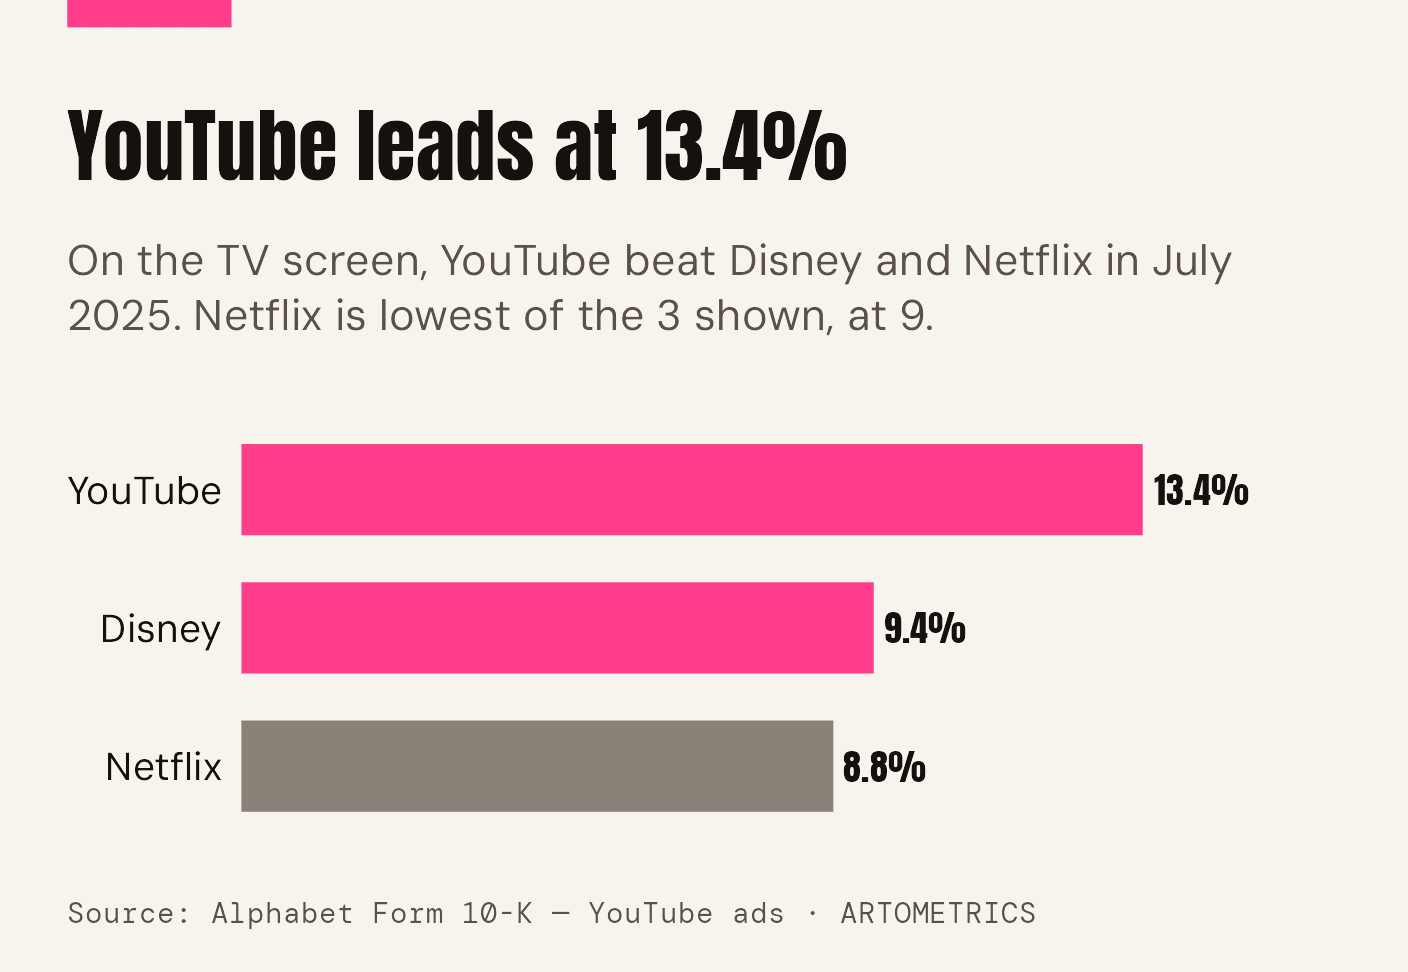 YouTube leads at 13.4%
On the TV screen, YouTube beat Disney and Netflix in July
2025. Netflix is lowest of the 3 shown, at 9.
YouTube 13.4%
Disney 9.4%
Netflix 8.8%
Source: Alphabet Form 10-K — YouTube ads · ARTOMETRICS